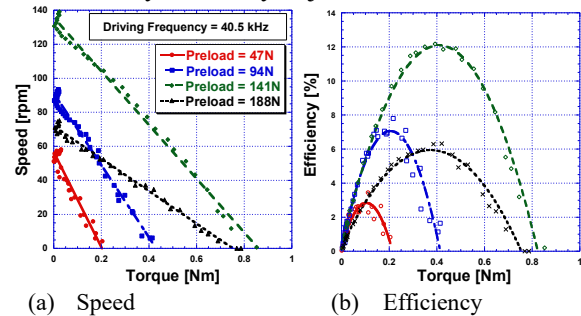 Driving Frequency = 40.5 kHz
Preload = 47N
Preload = 94N
Preload = 141N
Preload = 188N
Speed [rpm]
140
120
100
80
60
40
20
0
0 0.2 0.4 0.6 0.8 1
Torque [Nm]
Efficiency [%]
14
12
10
8
6
4
2
0
0 0.2 0.4 0.6 0.8 1
Torque [Nm]
(a) Speed
(b) Efficiency